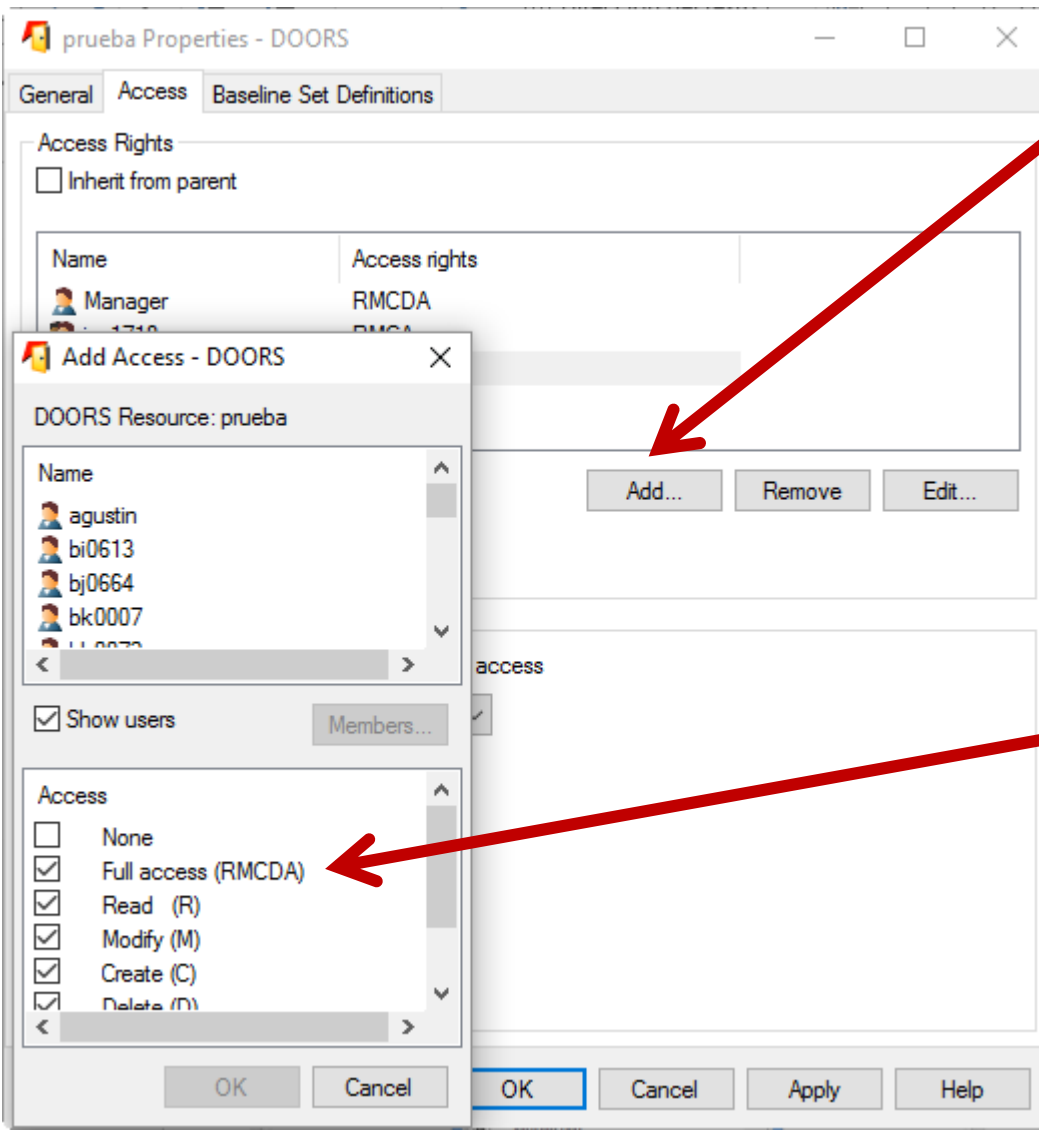 prueba Properties - DOORS
General Access Baseline Set Definitions
Access Rights
Inherit from parent
Name Access rights
Manager RMCDA
Add Access - DOORS
DOORS Resource: prueba
Name
agustin
bi0613
bj0664
bk0007
Add... Remove Edit...
access
Show users Members...
Access
None
Full access (RMCDA)
Read (R)
Modify (M)
Create (C)
Delete (D)
OK Cancel
OK Cancel Apply Help